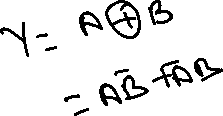 Y = A ⊕ B
= AB̄ + ĀB